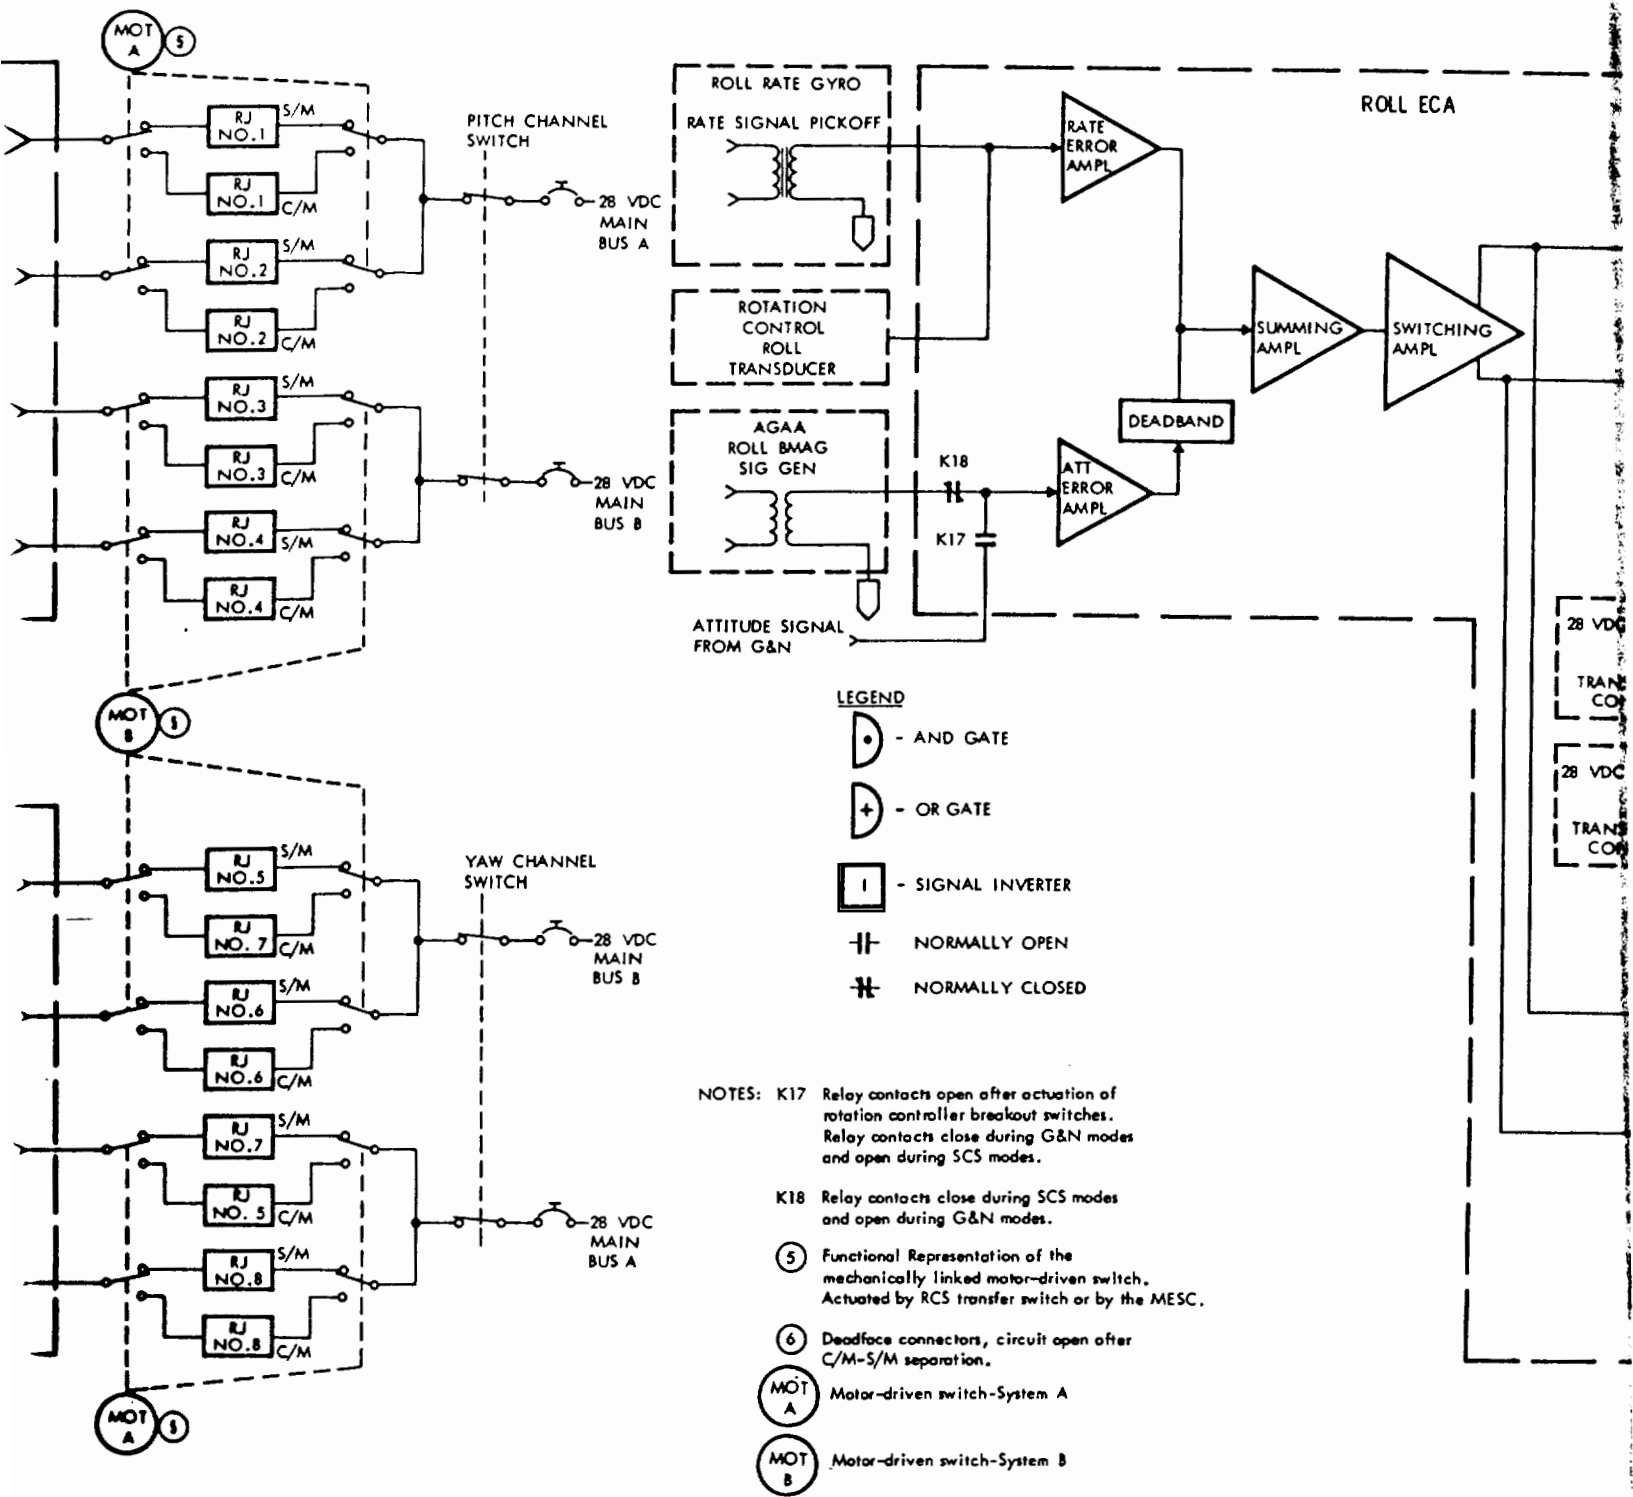 MOT
A
5
RJ
NO.1
S/M
RJ
NO.1
C/M
RJ
NO.2
S/M
RJ
NO.2
C/M
RJ
NO.3
S/M
RJ
NO.3
C/M
RJ
NO.4
S/M
RJ
NO.4
C/M
PITCH CHANNEL
SWITCH
28 VDC
MAIN
BUS A
28 VDC
MAIN
BUS B
MOT
B
5
RJ
NO.5
S/M
RJ
NO. 7
C/M
RJ
NO.6
S/M
RJ
NO.6
C/M
RJ
NO.7
S/M
RJ
NO. 5
C/M
RJ
NO.8
S/M
RJ
NO.8
C/M
YAW CHANNEL
SWITCH
28 VDC
MAIN
BUS B
28 VDC
MAIN
BUS A
MOT
A
5
ROLL RATE GYRO
RATE SIGNAL PICKOFF
ROTATION
CONTROL
ROLL
TRANSDUCER
AGAA
ROLL BMAG
SIG GEN
ATTITUDE SIGNAL
FROM G&N
K18
K17
ROLL ECA
RATE
ERROR
AMPL
ATT
ERROR
AMPL
DEADBAND
SUMMING
AMPL
SWITCHING
AMPL
28 VDC
TRAN
CO
28 VDC
TRAN
CO
LEGEND
- AND GATE
+ - OR GATE
I - SIGNAL INVERTER
NORMALLY OPEN
NORMALLY CLOSED
NOTES: K17 Relay contacts open after actuation of
rotation controller breakout switches.
Relay contacts close during G&N modes
and open during SCS modes.
K18 Relay contacts close during SCS modes
and open during G&N modes.
5 Functional Representation of the
mechanically linked motor-driven switch.
Actuated by RCS transfer switch or by the MESC.
6 Deadface connectors, circuit open after
C/M-S/M separation.
MOT
A
Motor-driven switch-System A
MOT
B
Motor-driven switch-System B